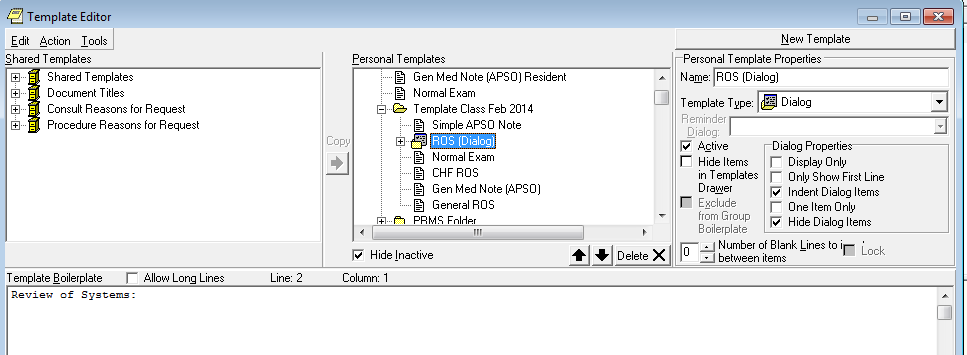 Template Editor
Edit Action Tools
New Template
Shared Templates
Shared Templates
Document Titles
Consult Reasons for Request
Procedure Reasons for Request
Copy
Personal Templates
Gen Med Note (APSO) Resident
Normal Exam
Template Class Feb 2014
Simple APSO Note
ROS (Dialog)
Normal Exam
CHF ROS
Gen Med Note (APSO)
General ROS
PRMS Folder
Hide Inactive
Delete
Personal Template Properties
Name: ROS (Dialog)
Template Type: Dialog
Reminder
Dialog:
Active
Hide Items
in Templates
Drawer
Exclude
from Group
Boilerplate
Dialog Properties
Display Only
Only Show First Line
Indent Dialog Items
One Item Only
Hide Dialog Items
0 Number of Blank Lines to
between items
Lock
Template Boilerplate Allow Long Lines Line: 2 Column: 1
Review of Systems: